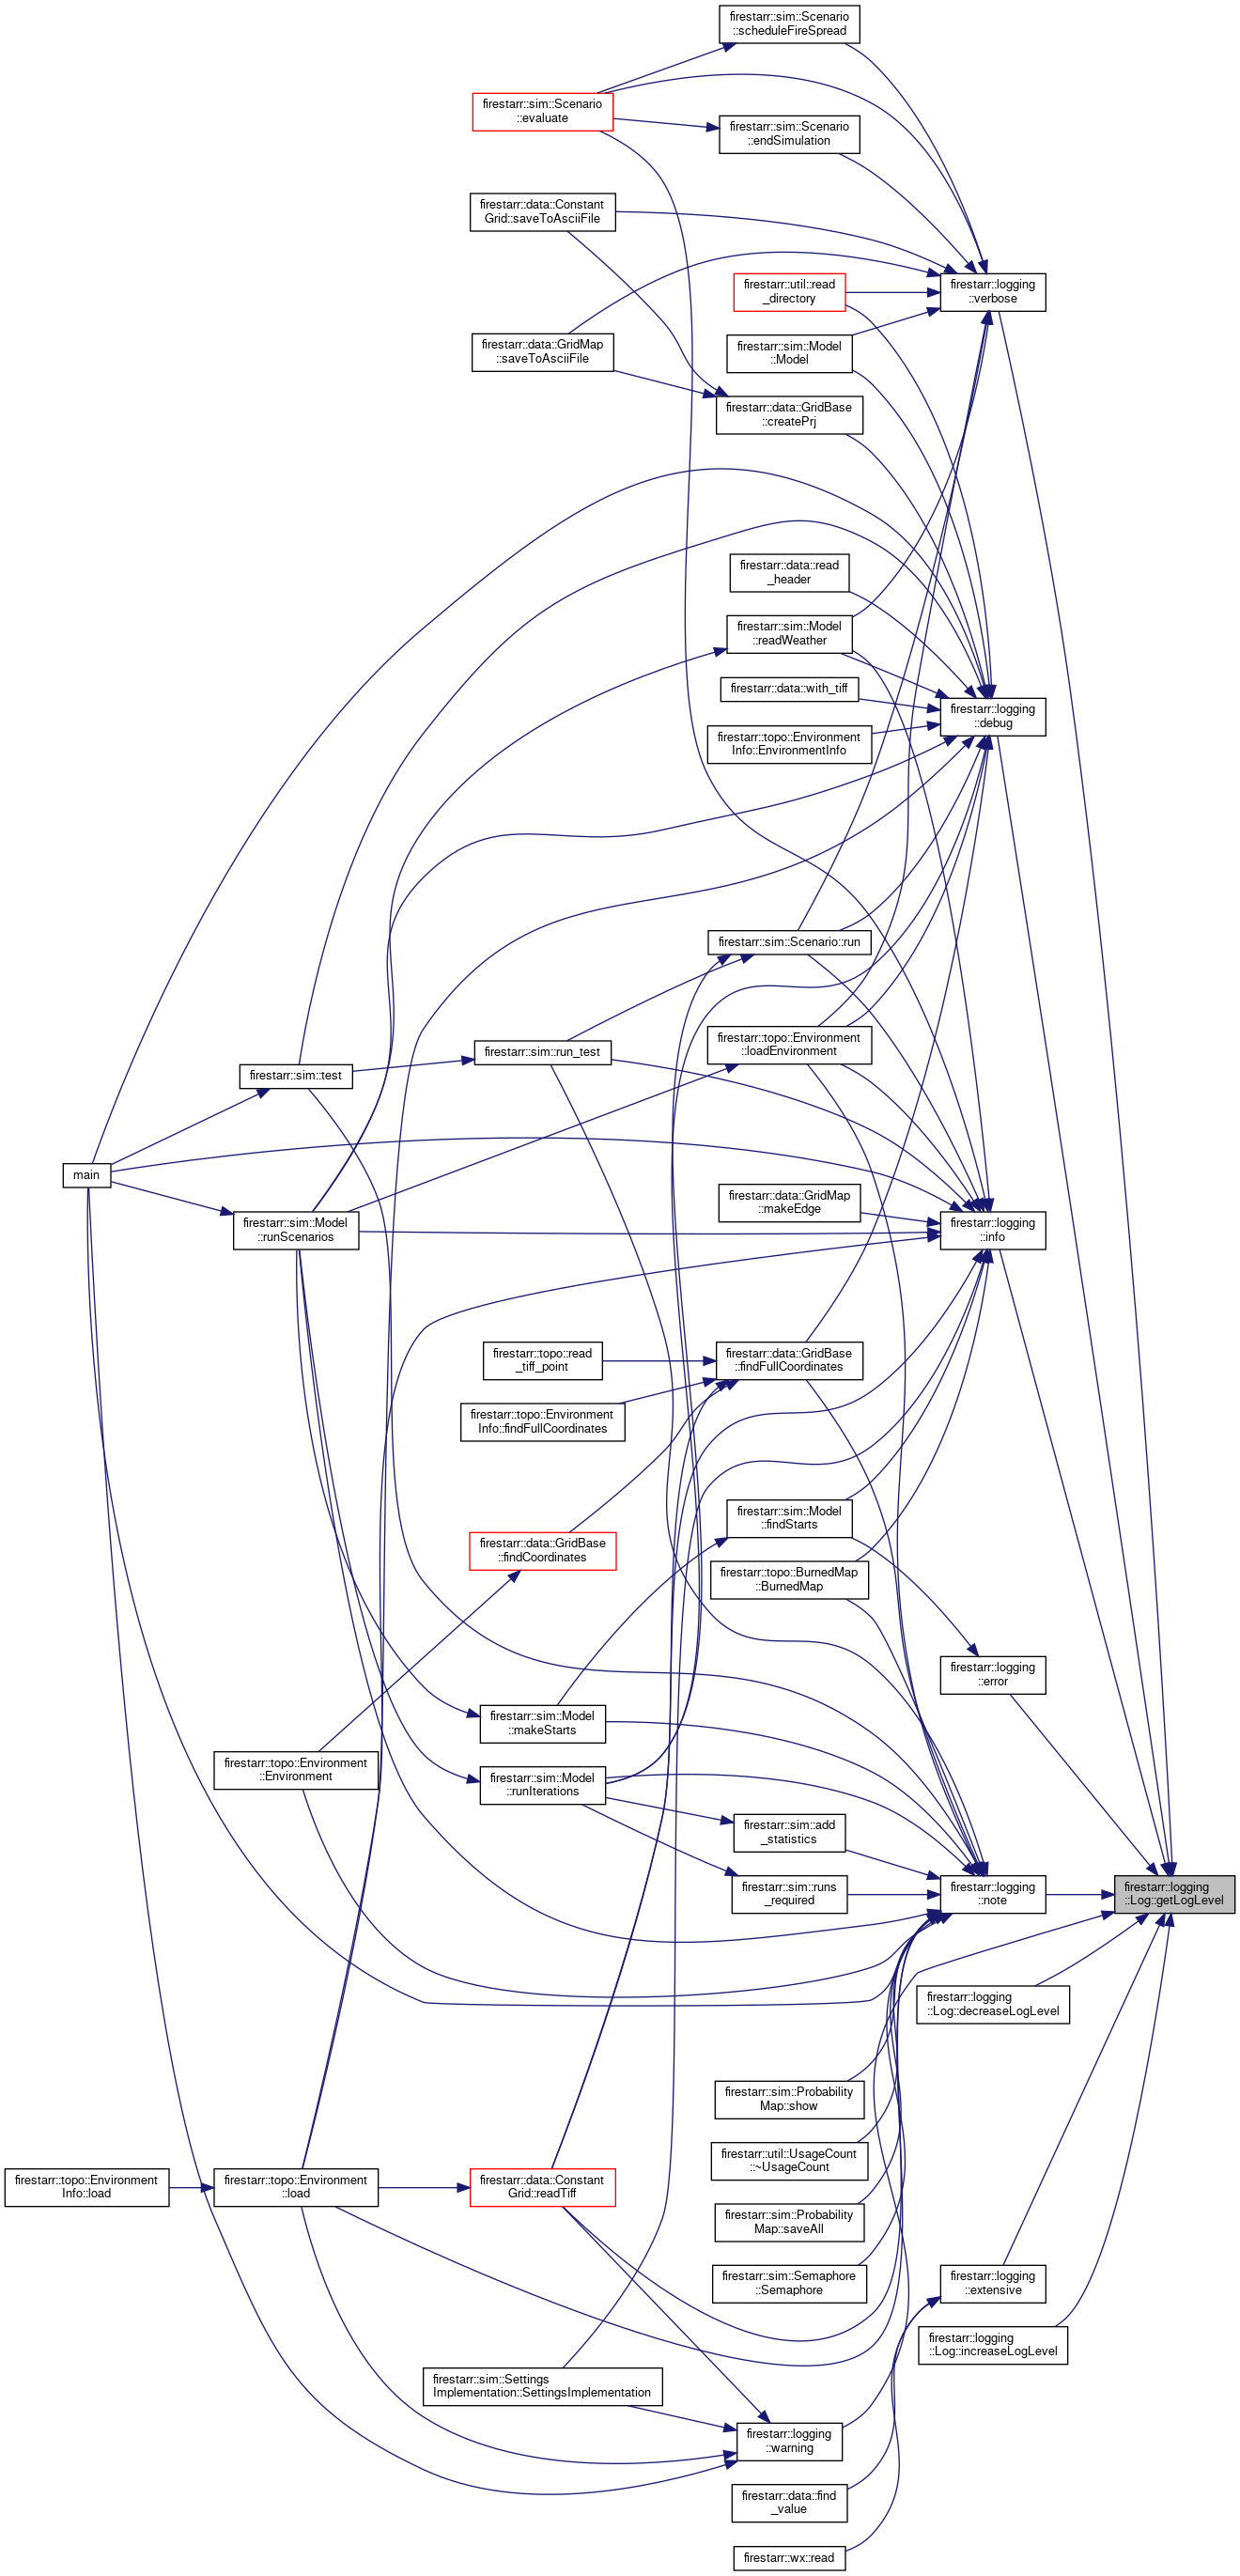 firestarr::sim::Scenario
::scheduleFireSpread
firestarr::sim::Scenario
::evaluate
firestarr::sim::Scenario
::endSimulation
firestarr::data::Constant
Grid::saveToAsciiFile
firestarr::util::read
_directory
firestarr::logging
::verbose
firestarr::data::GridMap
::saveToAsciiFile
firestarr::sim::Model
::Model
firestarr::data::GridBase
::createPrj
firestarr::data::read
_header
firestarr::sim::Model
::readWeather
firestarr::data::with_tiff
firestarr::logging
::debug
firestarr::topo::Environment
Info::EnvironmentInfo
firestarr::sim::Scenario::run
firestarr::topo::Environment
::loadEnvironment
firestarr::sim::run_test
firestarr::sim::test
main
firestarr::data::GridMap
::makeEdge
firestarr::sim::Model
::runScenarios
firestarr::logging
::info
firestarr::topo::read
_tiff_point
firestarr::data::GridBase
::findFullCoordinates
firestarr::topo::Environment
Info::findFullCoordinates
firestarr::sim::Model
::findStarts
firestarr::data::GridBase
::findCoordinates
firestarr::topo::BurnedMap
::BurnedMap
firestarr::logging
::error
firestarr::sim::Model
::makeStarts
firestarr::topo::Environment
::Environment
firestarr::sim::Model
::runIterations
firestarr::sim::add
_statistics
firestarr::sim::runs
_required
firestarr::logging
::note
firestarr::logging
::Log::getLogLevel
firestarr::logging
::Log::decreaseLogLevel
firestarr::sim::Probability
Map::show
firestarr::util::UsageCount
::~UsageCount
firestarr::topo::Environment
Info::load
firestarr::topo::Environment
::load
firestarr::data::Constant
Grid::readTiff
firestarr::sim::Probability
Map::saveAll
firestarr::sim::Semaphore
::Semaphore
firestarr::logging
::extensive
firestarr::logging
::Log::increaseLogLevel
firestarr::sim::Settings
Implementation::SettingsImplementation
firestarr::logging
::warning
firestarr::data::find
_value
firestarr::wx::read